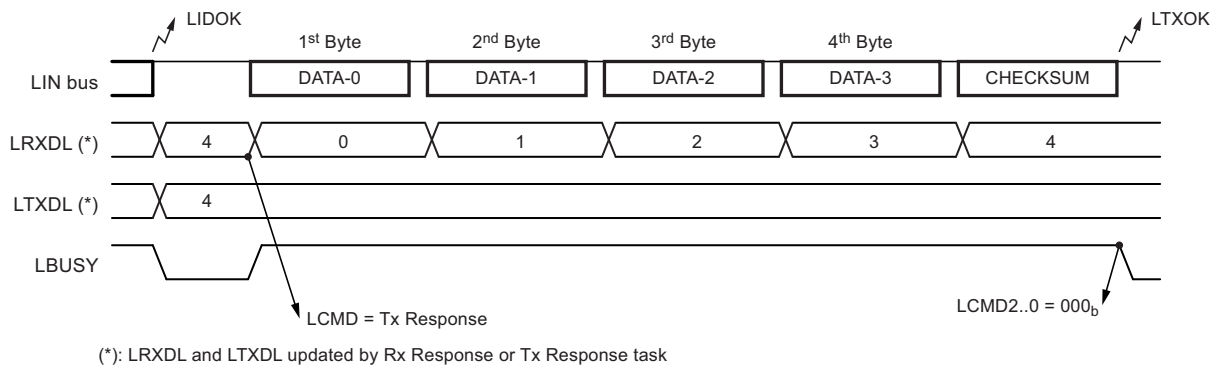 LIDOK
LTXOK
1st Byte 2nd Byte 3rd Byte 4th Byte
LIN bus DATA-0 DATA-1 DATA-2 DATA-3 CHECKSUM
LRXDL (*) 4 0 1 2 3 4
LTXDL (*) 4
LBUSY
LCMD = Tx Response
LCMD2..0 = 000b
(*): LRXDL and LTXDL updated by Rx Response or Tx Response task